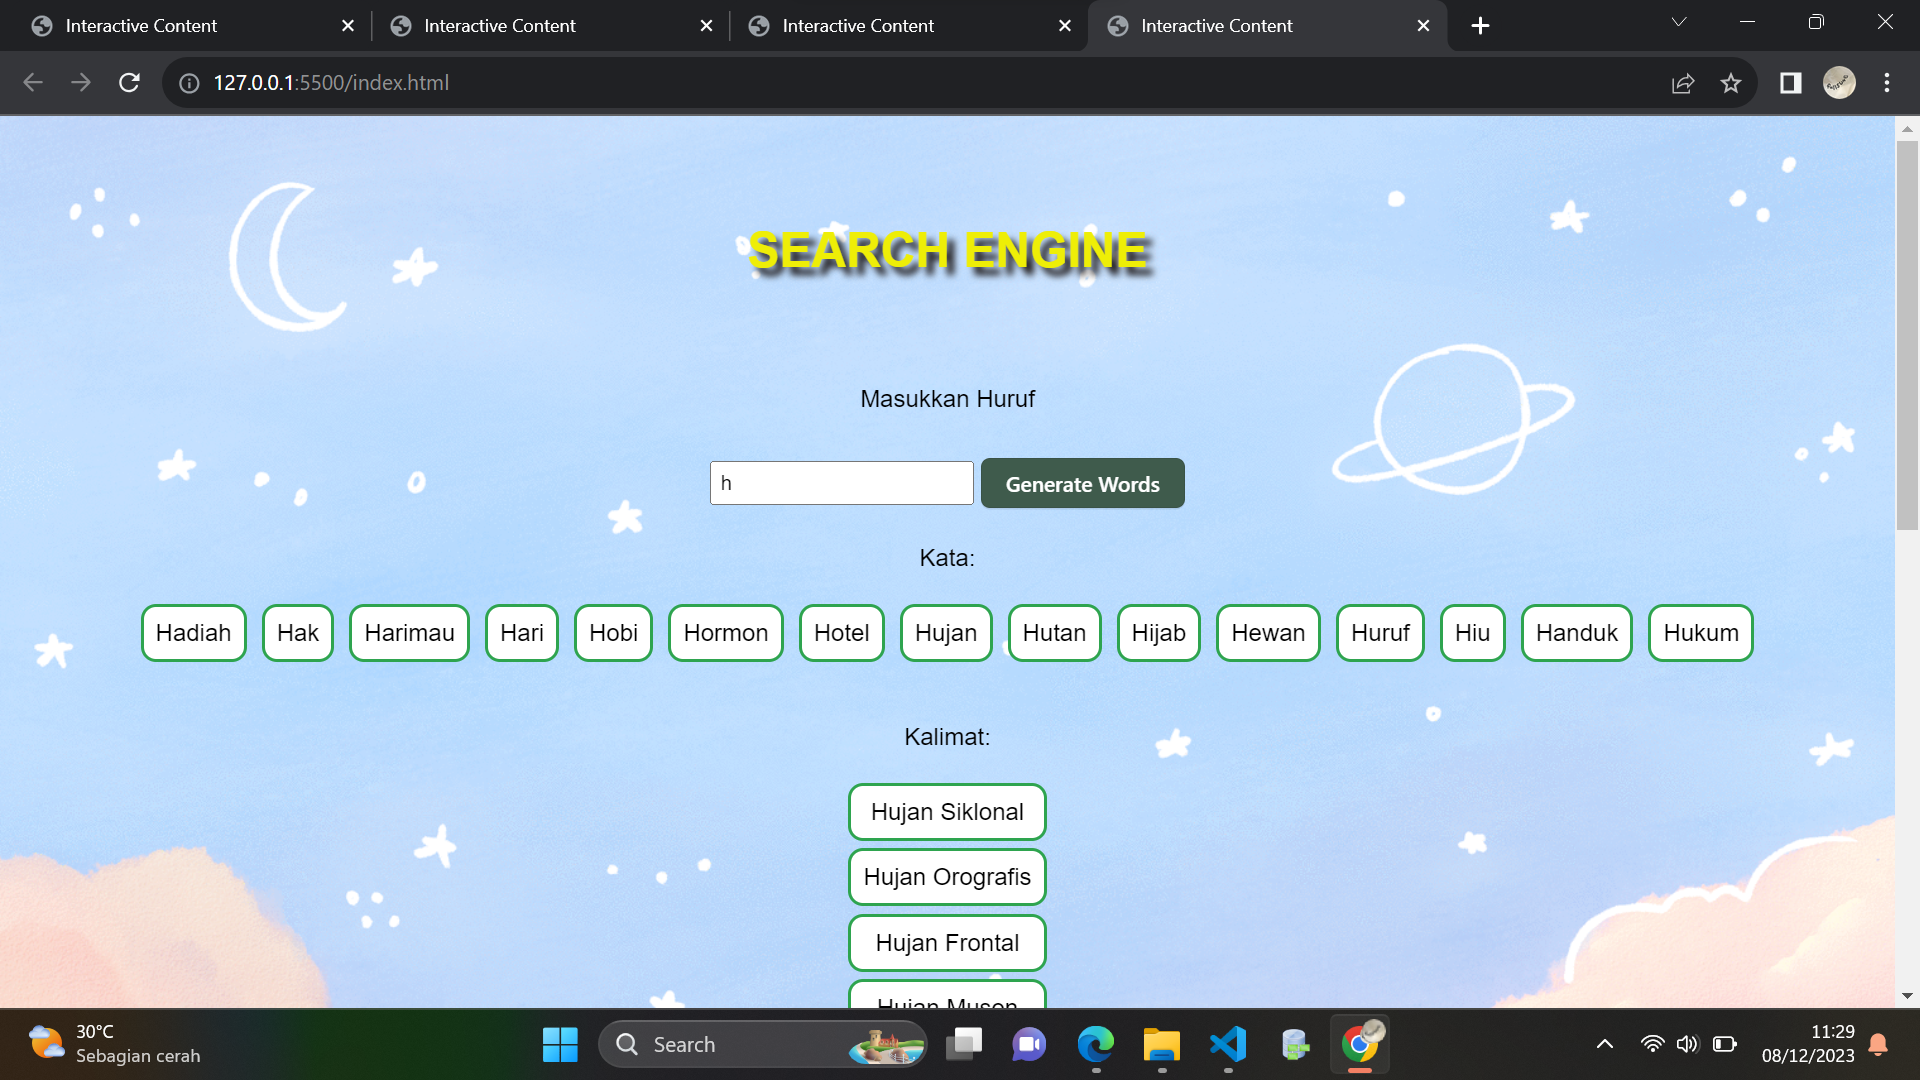 Interactive Content
Interactive Content
Interactive Content
Interactive Content
127.0.0.1:5500/index.html
SEARCH ENGINE
Masukkan Huruf
h
Generate Words
Kata:
Hadiah Hak Harimau Hari Hobi Hormon Hotel Hujan Hutan Hijab Hewan Huruf Hiu Handuk Hukum
Kalimat:
Hujan Siklonal
Hujan Orografis
Hujan Frontal
Hujan Muson
30°C
Sebagian cerah
Search
11:29
08/12/2023